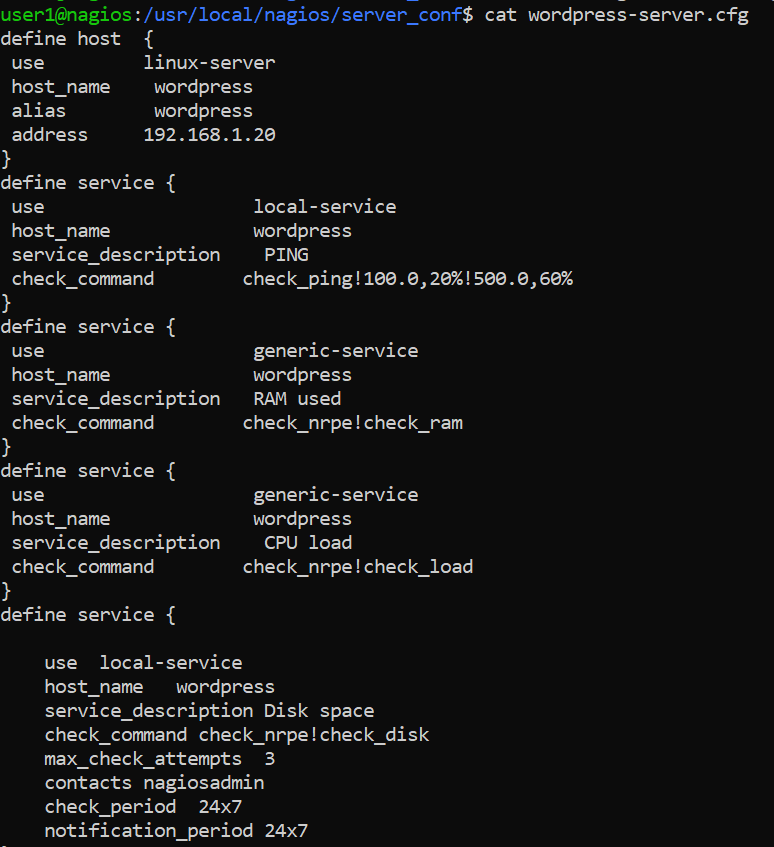 user1@nagios:/usr/local/nagios/server_conf$ cat wordpress-server.cfg
define host  {
 use         linux-server
 host_name    wordpress
 alias        wordpress
 address     192.168.1.20
}
define service {
 use                   local-service
 host_name             wordpress
 service_description    PING
 check_command        check_ping!100.0,20%!500.0,60%
}
define service {
 use                   generic-service
 host_name             wordpress
 service_description   RAM used
 check_command        check_nrpe!check_ram
}
define service {
 use                   generic-service
 host_name             wordpress
 service_description    CPU load
 check_command        check_nrpe!check_load
}
define service {

    use  local-service
    host_name   wordpress
    service_description Disk space
    check_command check_nrpe!check_disk
    max_check_attempts  3
    contacts nagiosadmin
    check_period  24x7
    notification_period 24x7